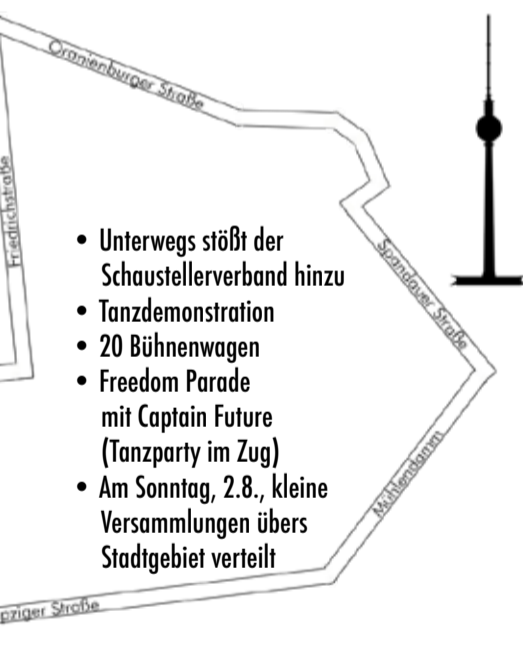 Oranienburger Straße
Friedrichstraße
• Unterwegs stößt der
Schaustellerverband hinzu
• Tanzdemonstration
• 20 Bühnenwagen
• Freedom Parade
mit Captain Future
(Tanzparty im Zug)
• Am Sonntag, 2.8., kleine
Versammlungen übers
Stadtgebiet verteilt
Spandauer Straße
Mühlendamm
pziger Straße